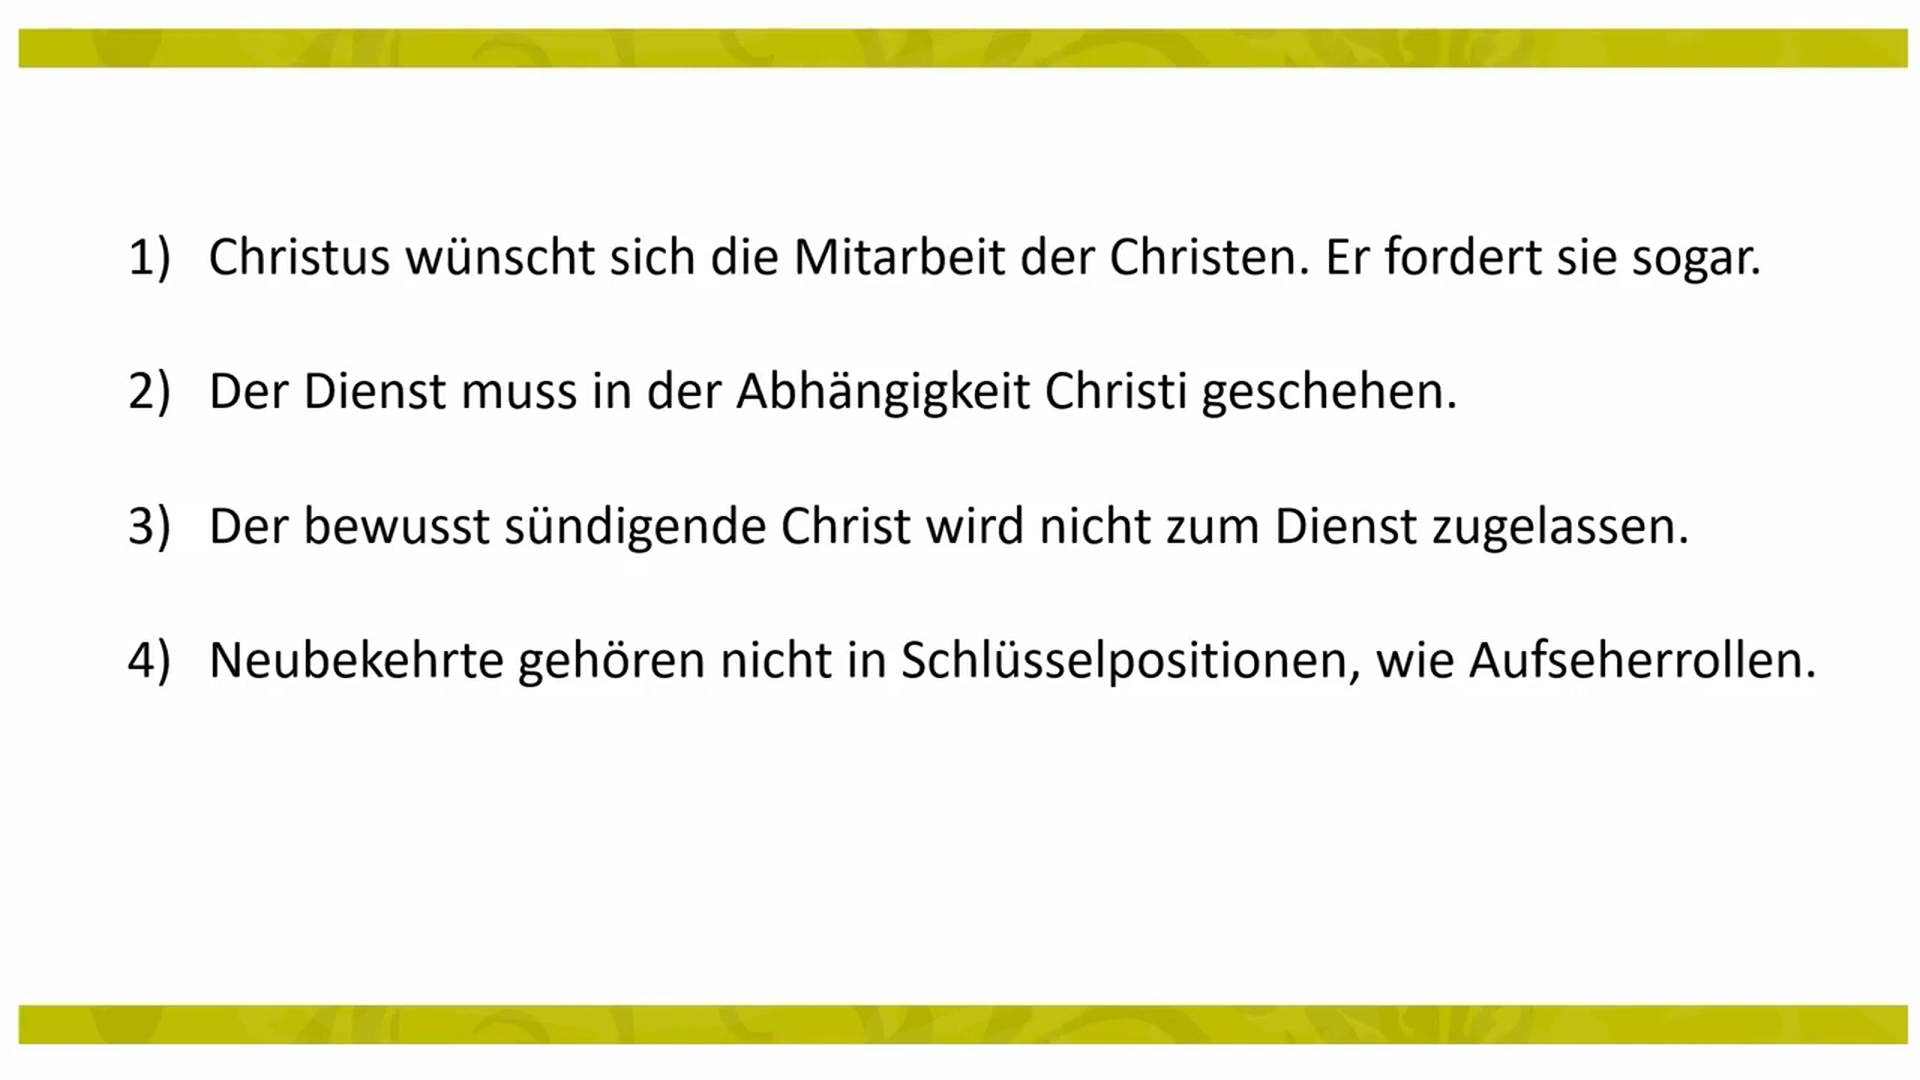 1) Christus wünscht sich die Mitarbeit der Christen. Er fordert sie sogar.
2) Der Dienst muss in der Abhängigkeit Christi geschehen.
3) Der bewusst sündigende Christ wird nicht zum Dienst zugelassen.
4) Neubekehrte gehören nicht in Schlüsselpositionen, wie Aufseherrollen.